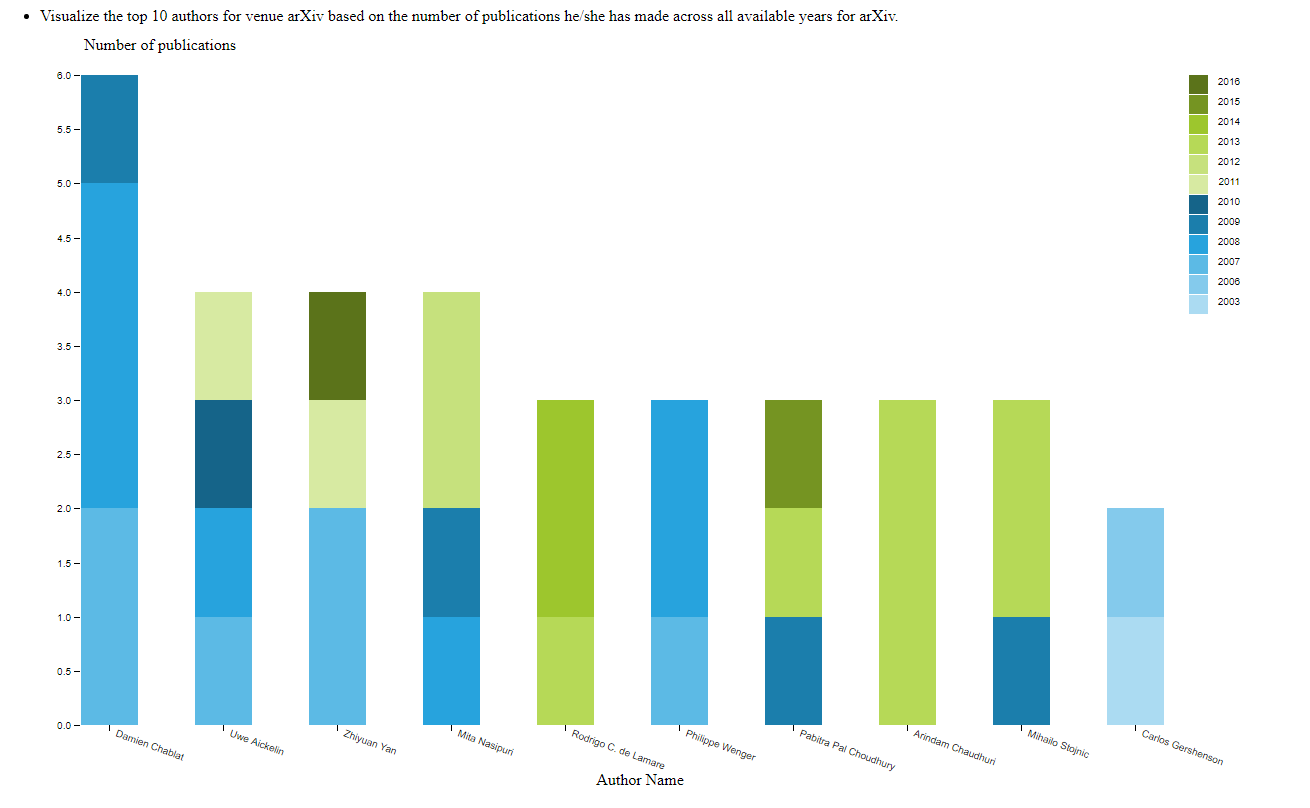 • Visualize the top 10 authors for venue arXiv based on the number of publications he/she has made across all available years for arXiv.
Number of publications
6.0
5.5
5.0
4.5
4.0
3.5
3.0
2.5
2.0
1.5
1.0
0.5
0.0
2016
2015
2014
2013
2012
2011
2010
2009
2008
2007
2006
2003
Damien Chablat
Uwe Aickelin
Zhiyuan Yan
Mita Nasipuri
Rodrigo C. de Lamare
Philippe Wenger
Pabitra Pal Choudhury
Arindam Chaudhuri
Mihailo Stojnic
Carlos Gershenson
Author Name